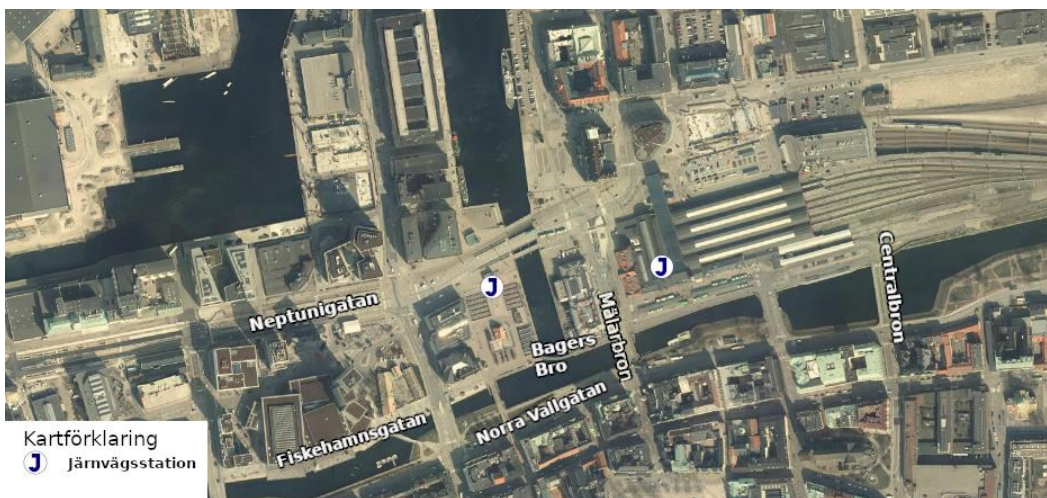 J
J
Centralbron
Neptunigatan
Mälarbron
Bagers
Bro
Norra Vallgatan
Fiskehamnsgatan
Kartförklaring
J Järnvägsstation